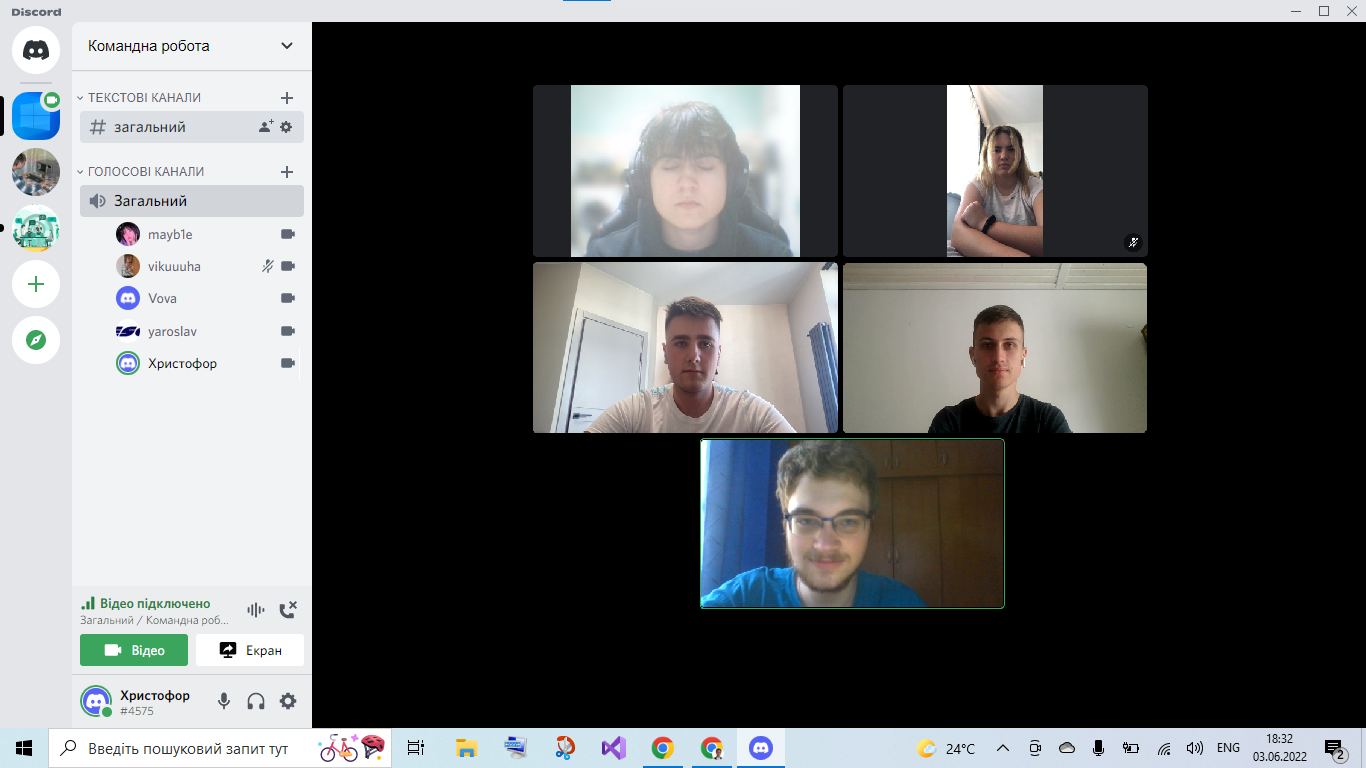 Discord
Командна робота
ТЕКСТОВІ КАНАЛИ
загальний
ГОЛОСОВІ КАНАЛИ
Загальний
mayb1e
vikuuuha
Vova
yaroslav
Христофор
Відео підключено
Загальний / Командна роб...
Відео
Екран
Христофор
#4575
Введіть пошуковий запит тут
24°C
ENG
18:32
03.06.2022
2